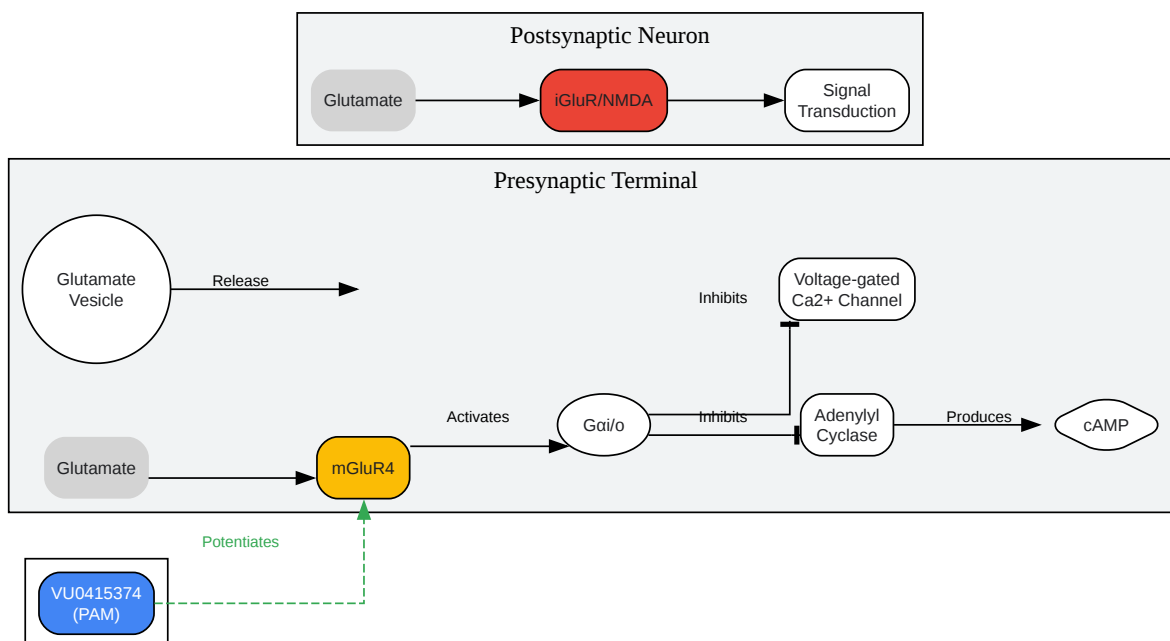 Postsynaptic Neuron
Glutamate
iGluR/NMDA
Signal
Transduction
Presynaptic Terminal
Glutamate
Vesicle
Release
Voltage-gated
Ca2+ Channel
Inhibits
Activates
Gαi/o
Inhibits
Adenylyl
Cyclase
Produces
cAMP
Glutamate
mGluR4
Potentiates
VU0415374
(PAM)